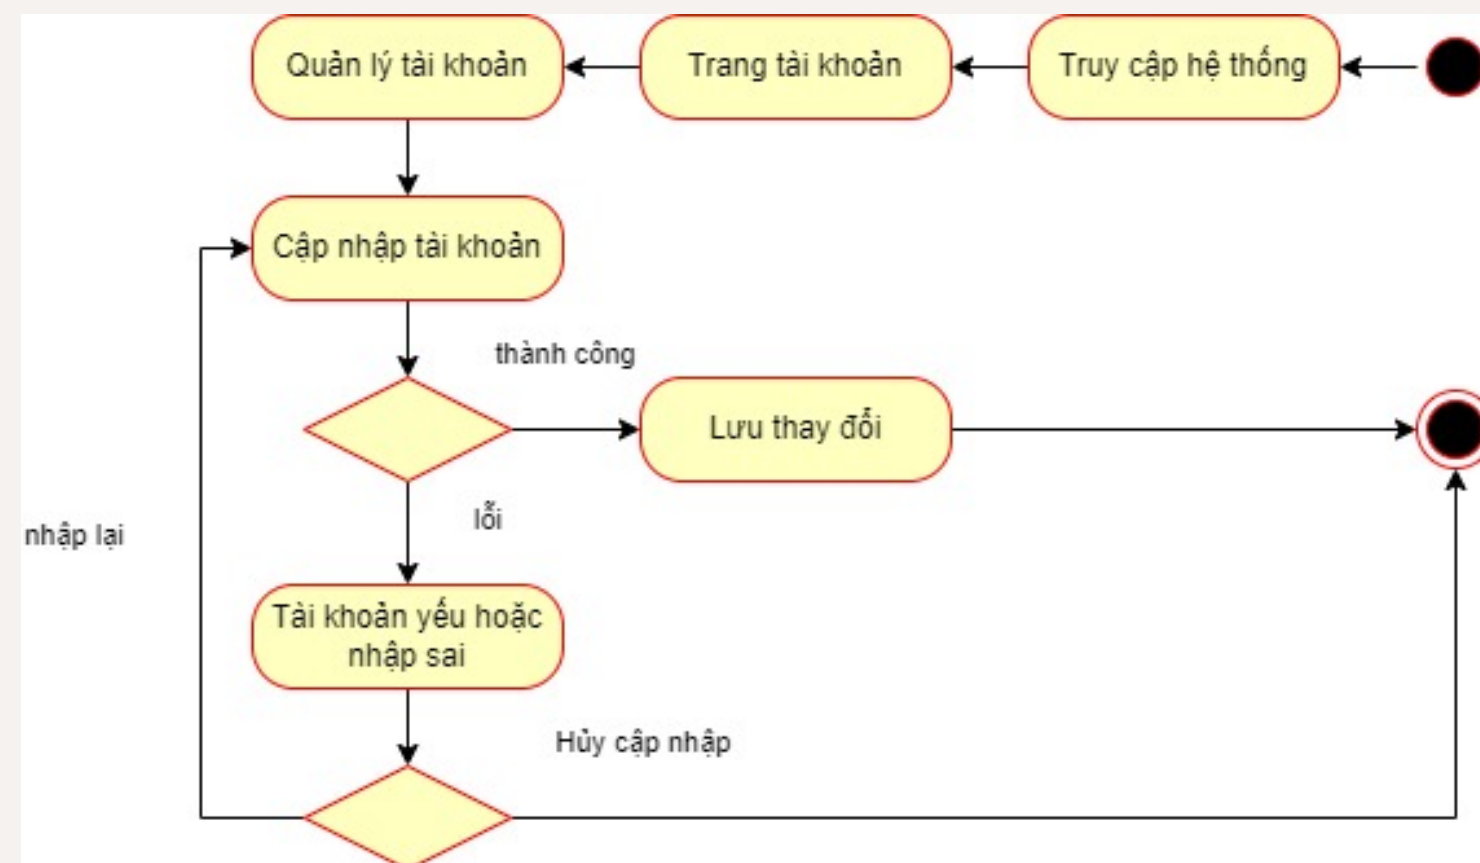 Quản lý tài khoản
Trang tài khoản
Truy cập hệ thống
Cập nhập tài khoản
thành công
Lưu thay đổi
lỗi
nhập lại
Tài khoản yếu hoặc
nhập sai
Hủy cập nhập